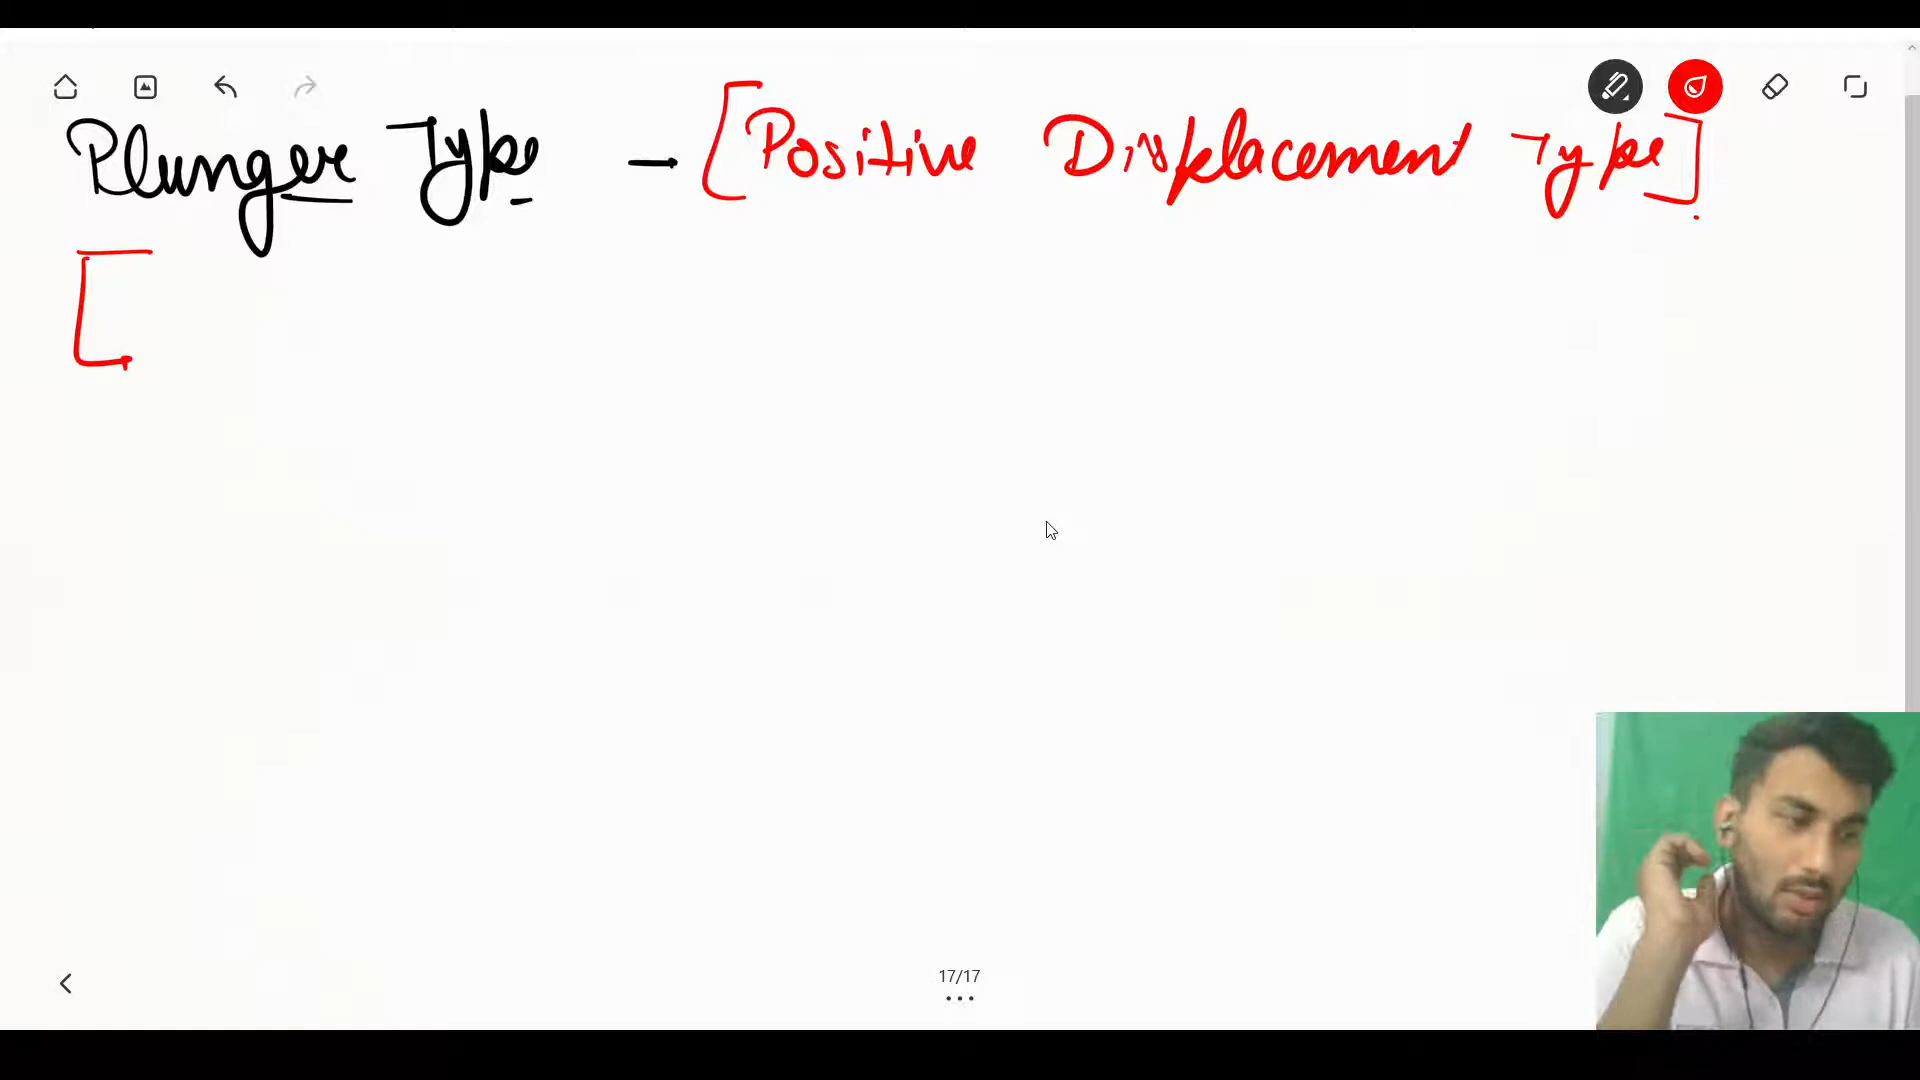 Plunger Type - [Positive Displacement Type]
[
17/17